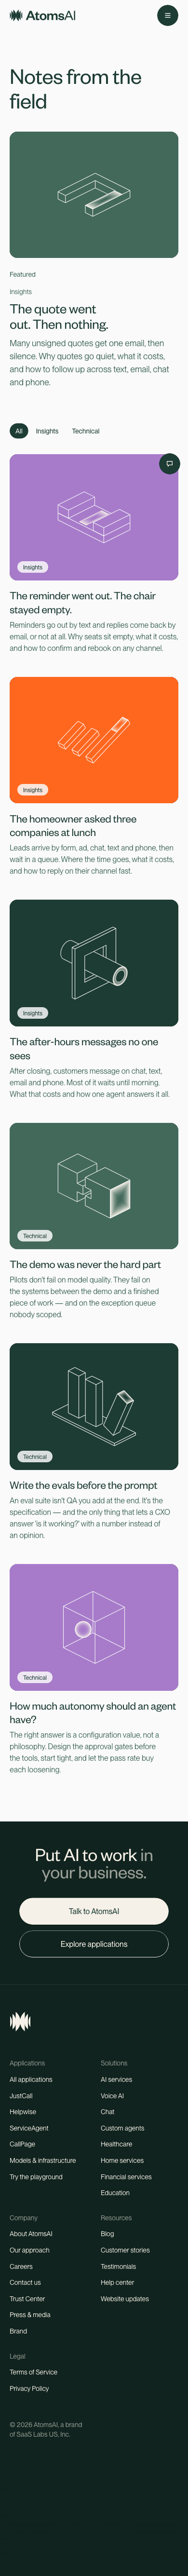 AtomsAI
Notes from the
field
Featured
Insights
The quote went
out. Then nothing.
Many unsigned quotes get one email, then
silence. Why quotes go quiet, what it costs,
and how to follow up across text, email, chat
and phone.
All
Insights
Technical
Insights
The reminder went out. The chair
stayed empty.
Reminders go out by text and replies come back by
email, or not at all. Why seats sit empty, what it costs,
and how to confirm and rebook on any channel.
Insights
The homeowner asked three
companies at lunch
Leads arrive by form, ad, chat, text and phone, then
wait in a queue. Where the time goes, what it costs,
and how to reply on their channel fast.
Insights
The after-hours messages no one
sees
After closing, customers message on chat, text,
email and phone. Most of it waits until morning.
What that costs and how one agent answers it all.
Technical
The demo was never the hard part
Pilots don't fail on model quality. They fail on
the systems between the demo and a finished
piece of work — and on the exception queue
nobody scoped.
Technical
Write the evals before the prompt
An eval suite isn't QA you add at the end. It's the
specification — and the only thing that lets a CXO
answer 'is it working?' with a number instead of
an opinion.
Technical
How much autonomy should an agent
have?
The right answer is a configuration value, not a
philosophy. Design the approval gates before
the tools, start tight, and let the pass rate buy
each loosening.
Put AI to work in
your business.
Talk to AtomsAI
Explore applications
Applications
All applications
JustCall
Helpwise
ServiceAgent
CallPage
Models & infrastructure
Try the playground
Solutions
AI services
Voice AI
Chat
Custom agents
Healthcare
Home services
Financial services
Education
Company
About AtomsAI
Our approach
Careers
Contact us
Trust Center
Press & media
Brand
Resources
Blog
Customer stories
Testimonials
Help center
Website updates
Legal
Terms of Service
Privacy Policy
© 2026 AtomsAI, a brand
of SaaS Labs US, Inc.